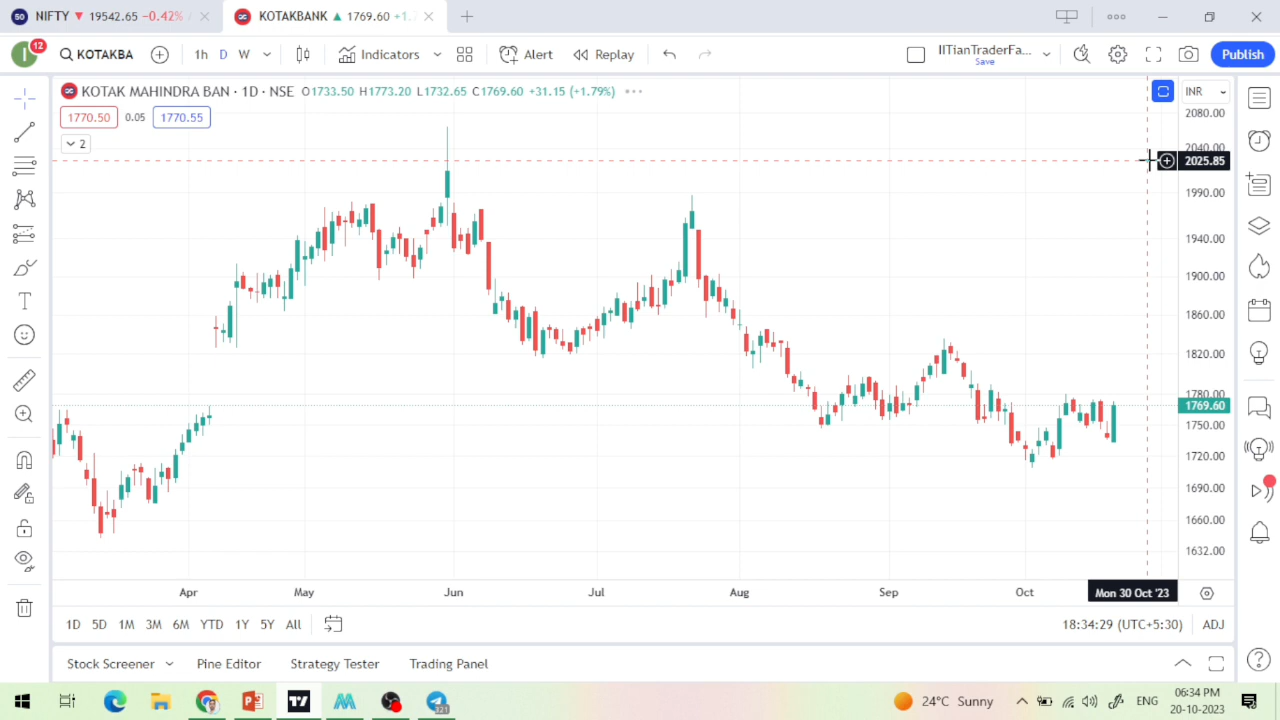 50 NIFTY ▼ 19542.65 −0.42% / × KOTAKBANK ▲ 1769.60 +1. × +
12 KOTAKBA 1h D W Indicators Alert Replay IITianTraderFa... Save Publish
KOTAK MAHINDRA BAN · 1D · NSE O1733.50 H1773.20 L1732.65 C1769.60 +31.15 (+1.79%) INR
1770.50 0.05 1770.55
2
2080.00
2040.00
2025.85
1990.00
1940.00
1900.00
1860.00
1820.00
1780.00
1769.60
1750.00
1720.00
1690.00
1660.00
1632.00
Apr May Jun Jul Aug Sep Oct Mon 30 Oct '23
1D 5D 1M 3M 6M YTD 1Y 5Y All 18:34:29 (UTC+5:30) ADJ
Stock Screener Pine Editor Strategy Tester Trading Panel
24°C Sunny ENG 06:34 PM
20-10-2023